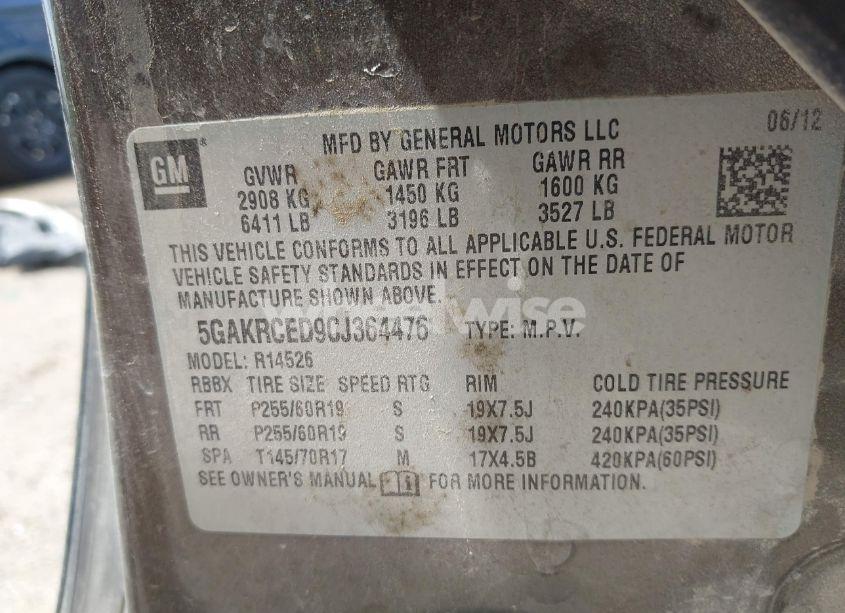 GM
MFD BY GENERAL MOTORS LLC 06/12
GVWR GAWR FRT GAWR RR
2908 KG 1450 KG 1600 KG
6411 LB 3196 LB 3527 LB
THIS VEHICLE CONFORMS TO ALL APPLICABLE U.S. FEDERAL MOTOR
VEHICLE SAFETY STANDARDS IN EFFECT ON THE DATE OF
MANUFACTURE SHOWN ABOVE.
wheelwise
5GAKRCED9CJ364476 TYPE: M.P.V.
MODEL: R14526
RBBX TIRE SIZE SPEED RTG RIM COLD TIRE PRESSURE
FRT P255/60R19 S 19X7.5J 240KPA(35PSI)
RR P255/60R19 S 19X7.5J 240KPA(35PSI)
SPA T145/70R17 M 17X4.5B 420KPA(60PSI)
SEE OWNER'S MANUAL FOR MORE INFORMATION.